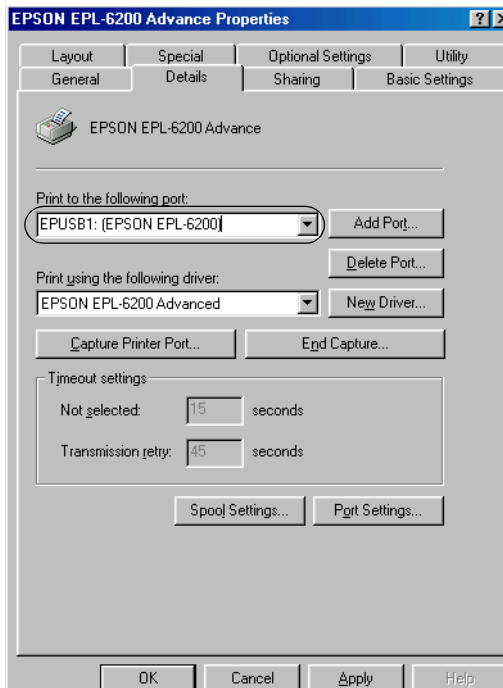 EPSON EPL-6200 Advance Properties
Layout Special Optional Settings Utility
General Details Sharing Basic Settings
EPSON EPL-6200 Advance
Print to the following port:
EPUSB1: (EPSON EPL-6200) Add Port...
Delete Port...
Print using the following driver:
EPSON EPL-6200 Advanced New Driver...
Capture Printer Port... End Capture...
Timeout settings
Not selected: 15 seconds
Transmission retry: 45 seconds
Spool Settings... Port Settings...
OK Cancel Apply Help